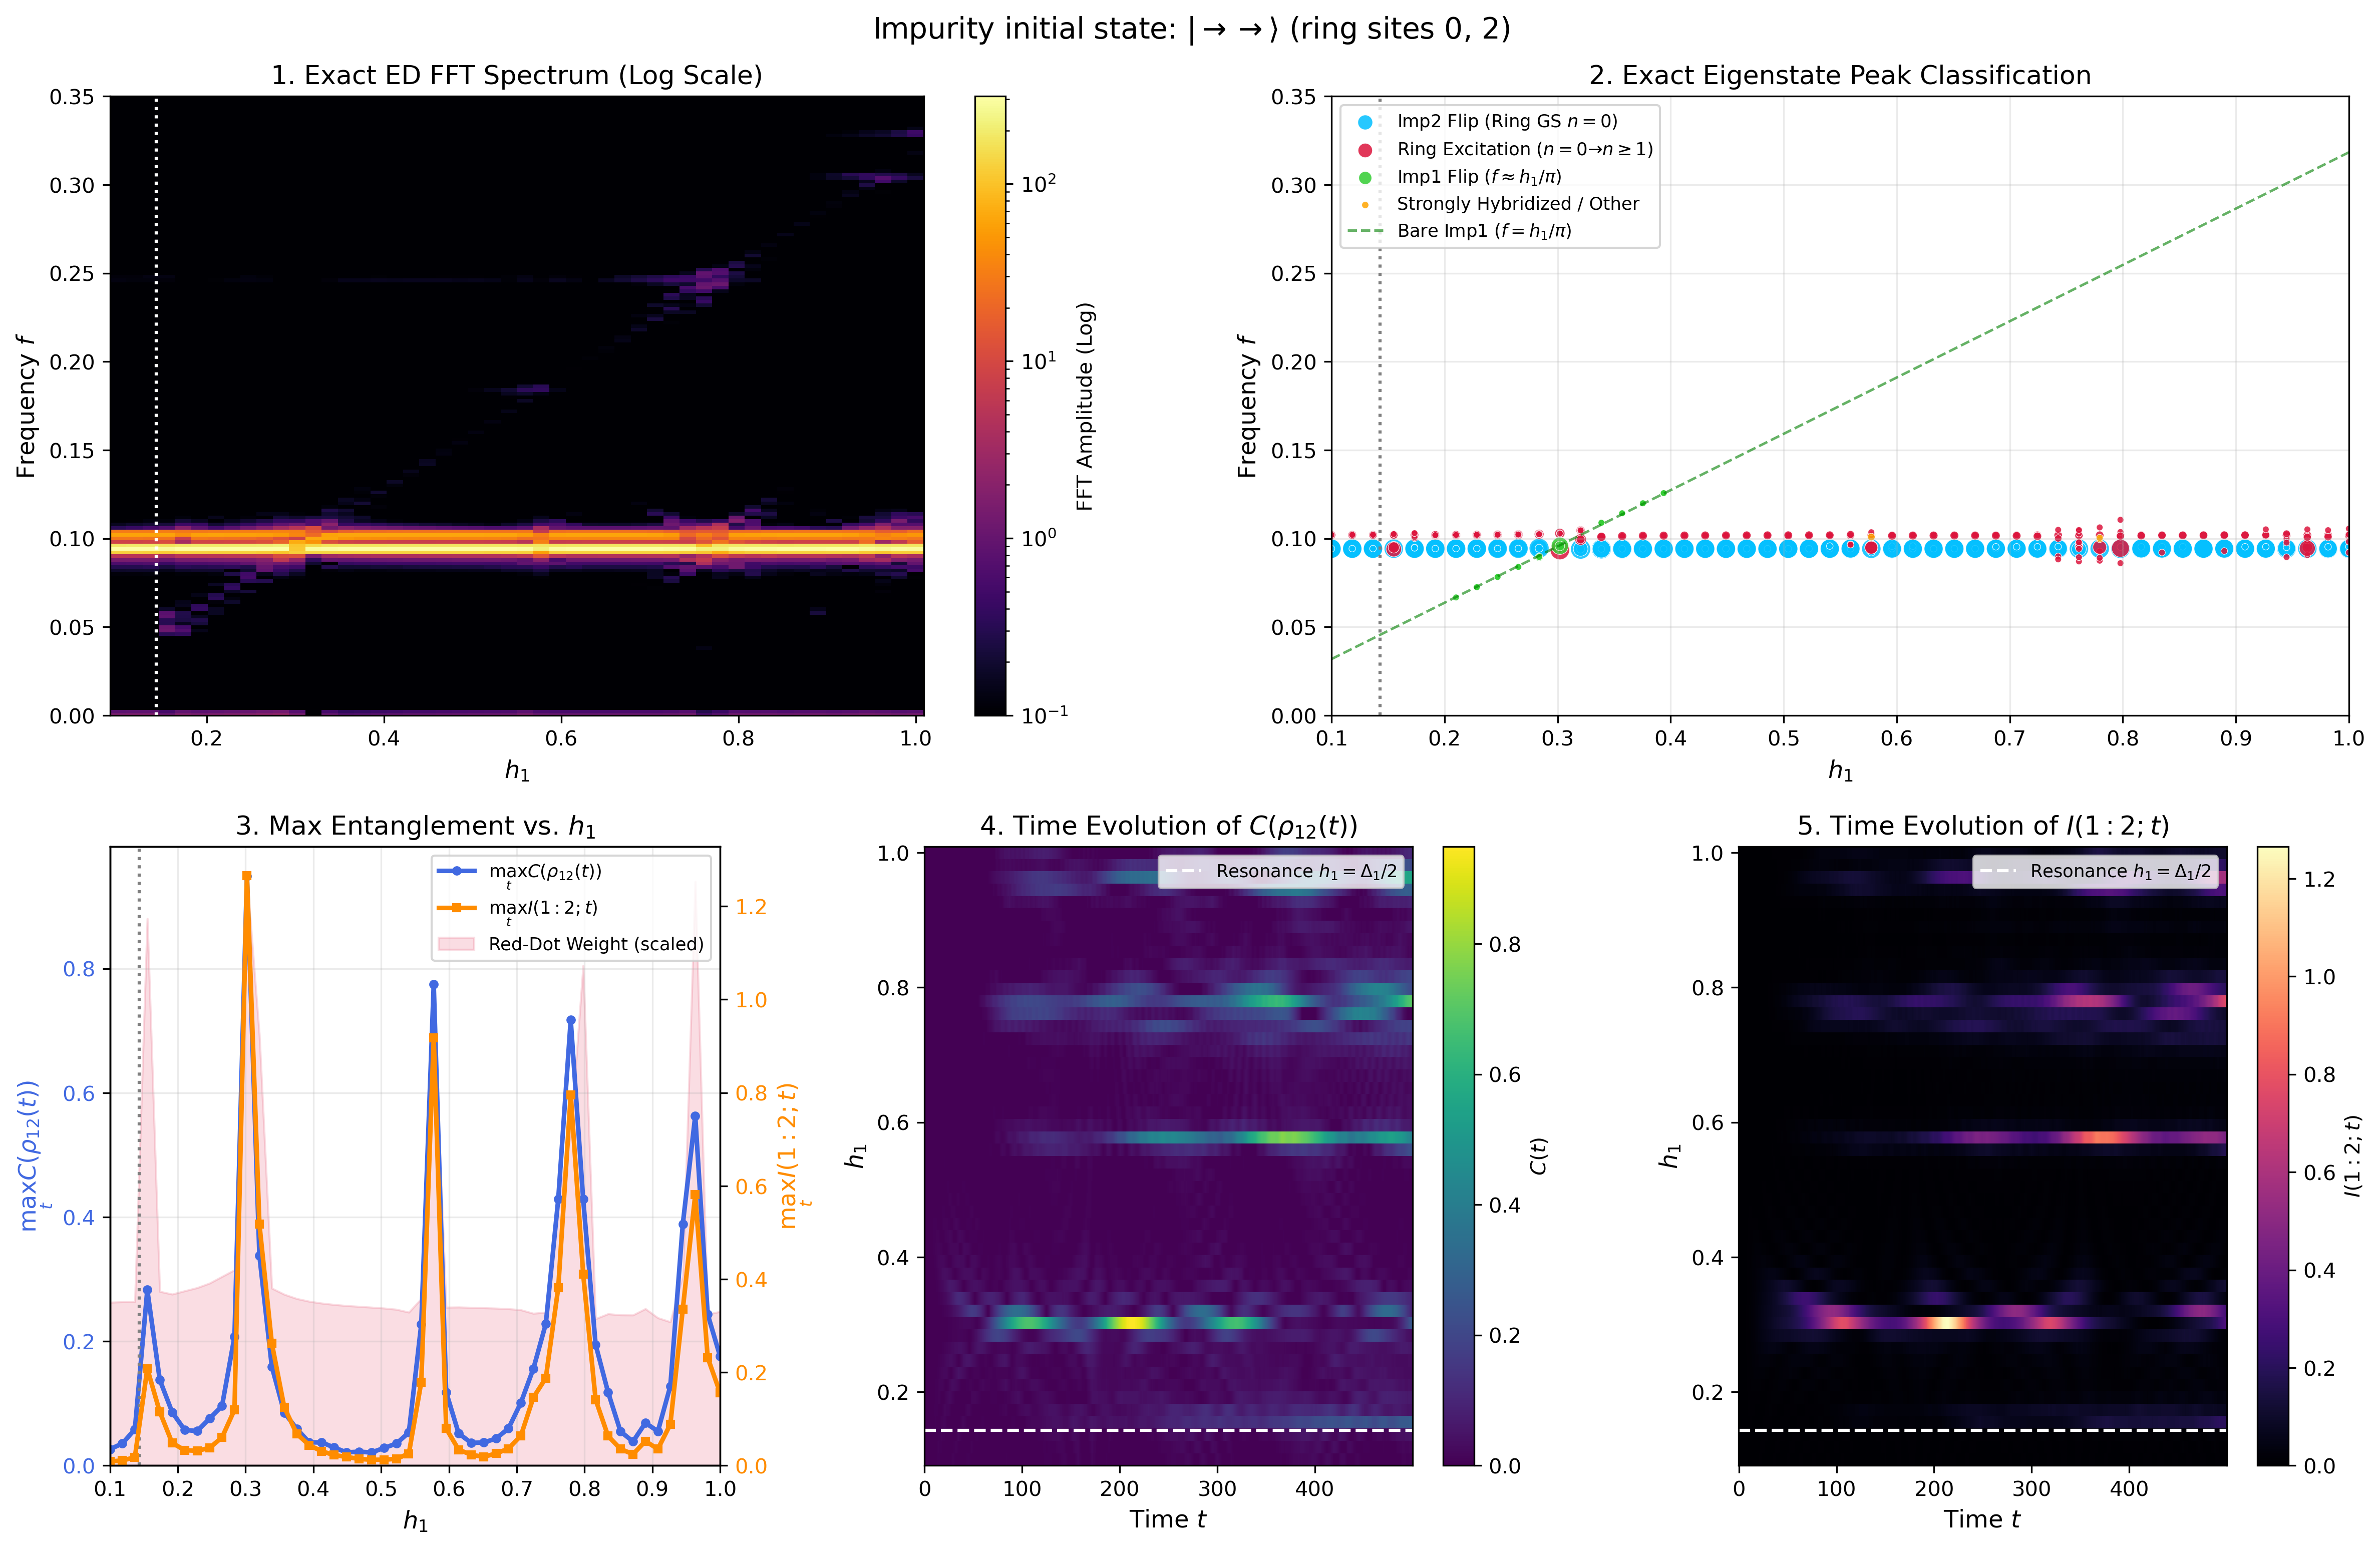 Impurity initial state: |→→⟩ (ring sites 0, 2)
1. Exact ED FFT Spectrum (Log Scale)
0.35
0.30
0.25
0.20
0.15
0.10
0.05
0.00
Frequency f
0.2 0.4 0.6 0.8 1.0
h₁
10²
10¹
10⁰
10⁻¹
FFT Amplitude (Log)
2. Exact Eigenstate Peak Classification
Imp2 Flip (Ring GS n = 0)
Ring Excitation (n = 0→n ≥ 1)
Imp1 Flip (f ≈ h₁/π)
Strongly Hybridized / Other
Bare Imp1 (f = h₁/π)
0.35
0.30
0.25
0.20
0.15
0.10
0.05
0.00
Frequency f
0.1 0.2 0.3 0.4 0.5 0.6 0.7 0.8 0.9 1.0
h₁
3. Max Entanglement vs. h₁
max C(ρ₁₂(t))
t
max I(1 : 2; t)
t
Red-Dot Weight (scaled)
0.8
0.6
0.4
0.2
0.0
max C(ρ₁₂(t))
t
1.2
1.0
0.8
0.6
0.4
0.2
0.0
max I(1 : 2; t)
t
0.1 0.2 0.3 0.4 0.5 0.6 0.7 0.8 0.9 1.0
h₁
4. Time Evolution of C(ρ₁₂(t))
Resonance h₁ = Δ₁/2
1.0
0.8
0.6
0.4
0.2
h₁
0 100 200 300 400
Time t
0.8
0.6
0.4
0.2
0.0
C(t)
5. Time Evolution of I(1 : 2; t)
Resonance h₁ = Δ₁/2
1.0
0.8
0.6
0.4
0.2
h₁
0 100 200 300 400
Time t
1.2
1.0
0.8
0.6
0.4
0.2
0.0
I(1 : 2; t)